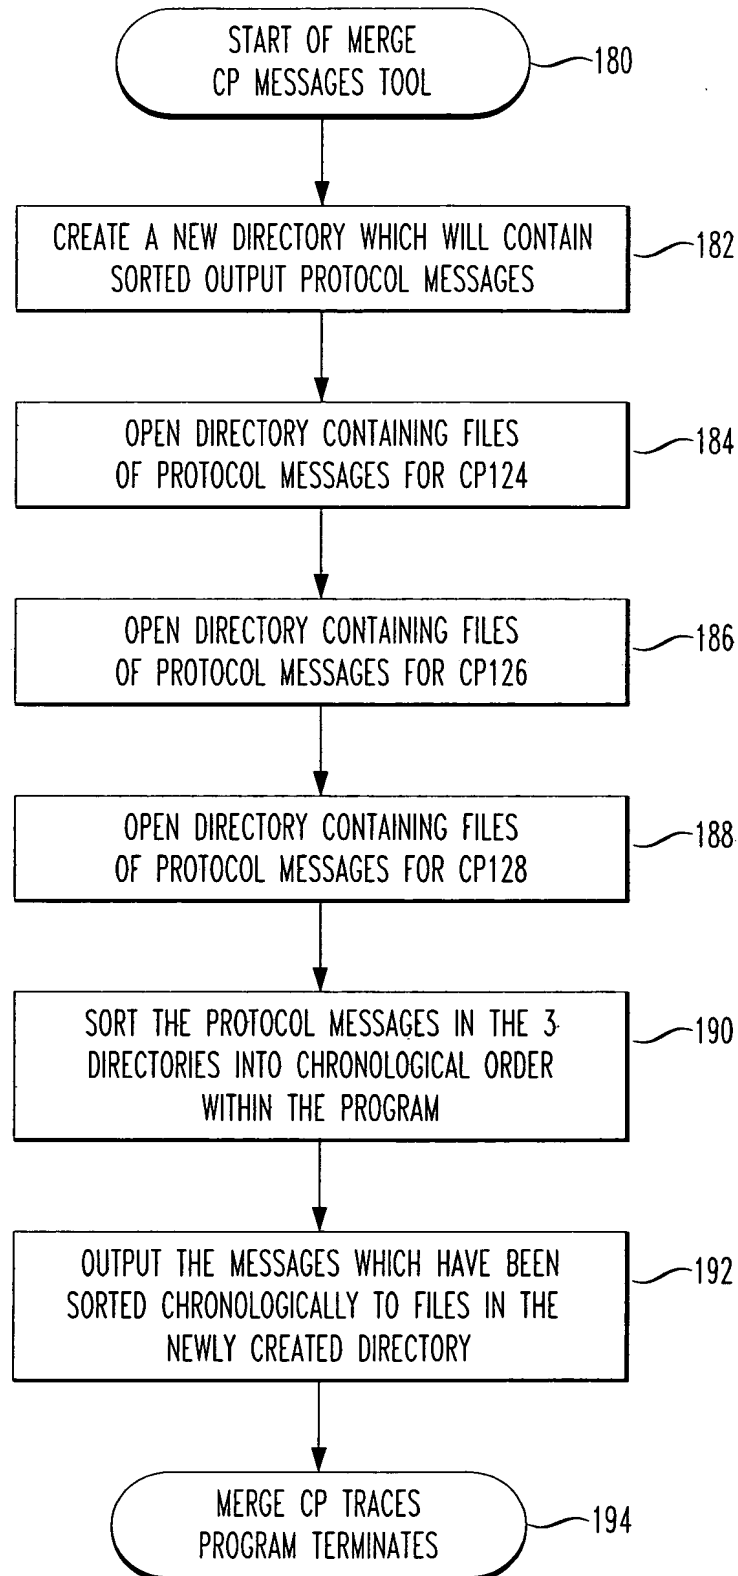 START OF MERGE
CP MESSAGES TOOL
180
CREATE A NEW DIRECTORY WHICH WILL CONTAIN
SORTED OUTPUT PROTOCOL MESSAGES
182
OPEN DIRECTORY CONTAINING FILES
OF PROTOCOL MESSAGES FOR CP124
184
OPEN DIRECTORY CONTAINING FILES
OF PROTOCOL MESSAGES FOR CP126
186
OPEN DIRECTORY CONTAINING FILES
OF PROTOCOL MESSAGES FOR CP128
188
SORT THE PROTOCOL MESSAGES IN THE 3
DIRECTORIES INTO CHRONOLOGICAL ORDER
WITHIN THE PROGRAM
190
OUTPUT THE MESSAGES WHICH HAVE BEEN
SORTED CHRONOLOGICALLY TO FILES IN THE
NEWLY CREATED DIRECTORY
192
MERGE CP TRACES
PROGRAM TERMINATES
194